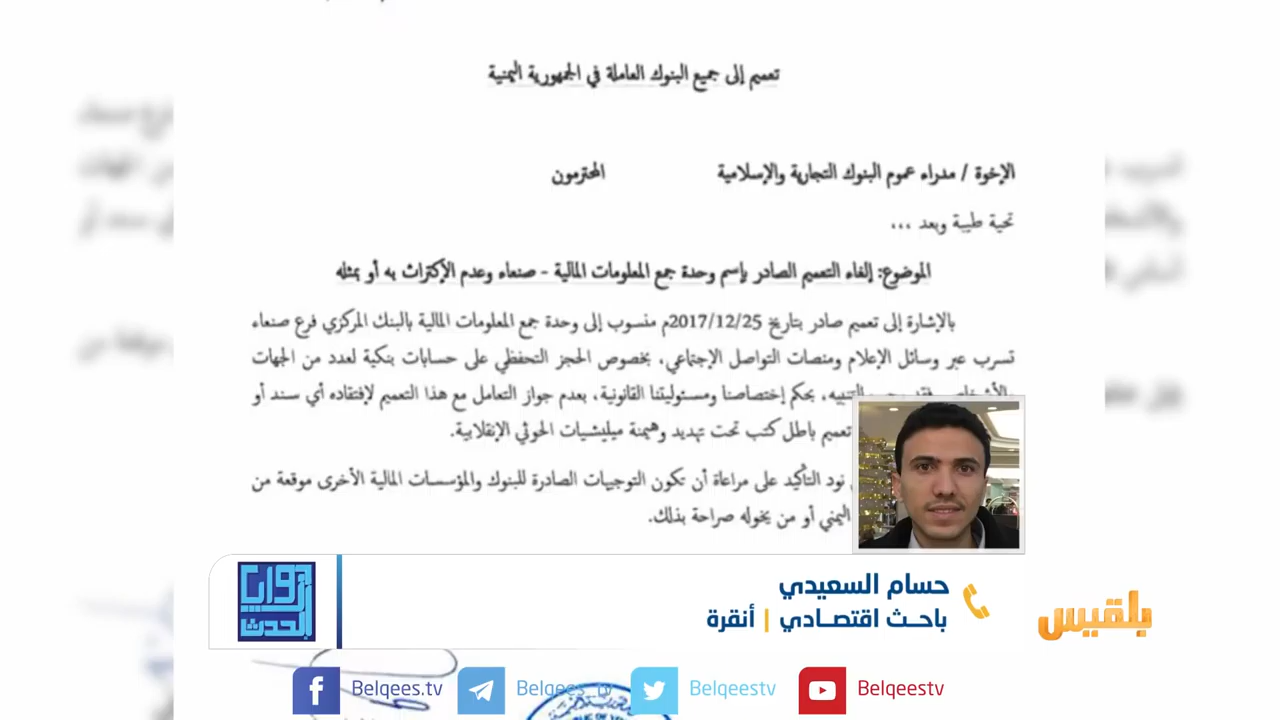 تعميم إلى جميع البنوك العاملة في الجمهورية اليمنية
الإخوة / مدراء عموم البنوك التجارية والإسلامية المحترمون
تحية طيبة وبعد ...
الموضوع: إلغاء التعميم الصادر بإسم وحدة جمع المعلومات المالية - صنعاء وعدم الإكتراث به أو بمثله
بالإشارة إلى تعميم صادر بتاريخ 2017/12/25م منسوب إلى وحدة جمع المعلومات المالية بالبنك المركزي فرع صنعاء
تسرب عبر وسائل الإعلام ومنصات التواصل الإجتماعي، بخصوص الحجز التحفظي على حسابات بنكية لعدد من الجهات
التنبيه، بحكم إختصاصنا ومسئوليتنا القانونية، بعدم جواز التعامل مع هذا التعميم لإفتقاده أي سند أو
تعميم باطل كتب تحت تهديد وهيمنة ميليشيات الحوثي الإنقلابية.
نود التأكيد على مراعاة أن تكون التوجيهات الصادرة للبنوك والمؤسسات المالية الأخرى موقعة من
اليمني أو من يخوله صراحة بذلك.
حسام السعيدي
باحث اقتصادي | أنقرة
بلقيس
زوايا
الحدث
Belqees.tv
Belqees tv
Belqeestv
Belqeestv